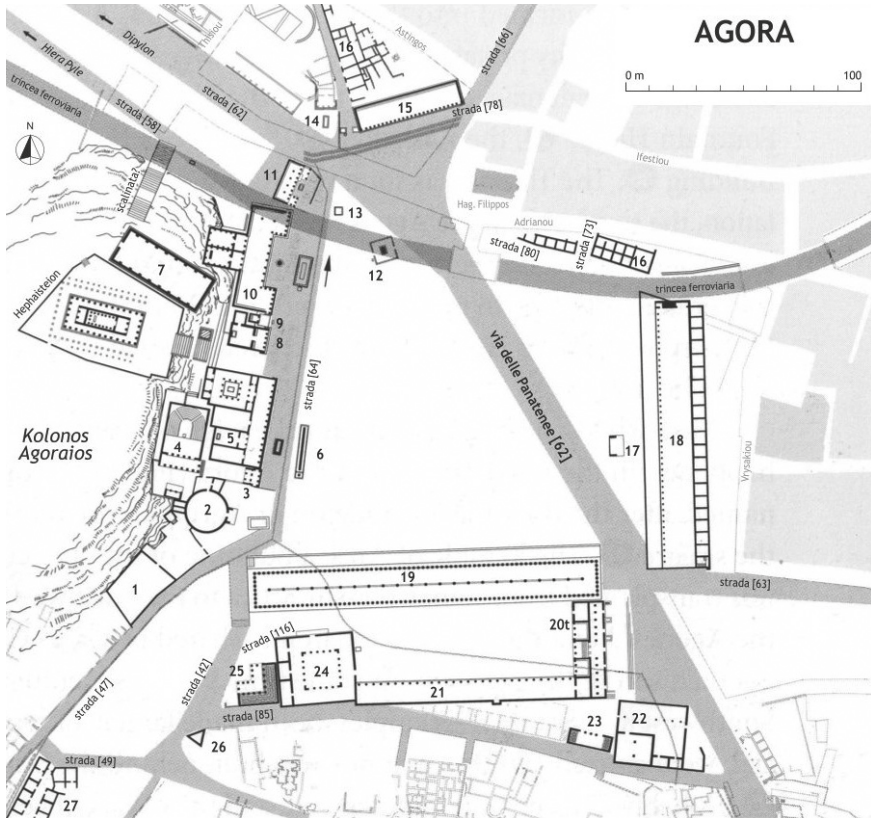 AGORA
0 m 100
N
Hiera Pyle
Dipylon
Thisiou
Astingos
strada [66]
trincea ferroviaria
strada [58]
strada [62]
16
15
strada [78]
14
Ifestiou
scalinata?
11
13
Hag. Filippos
Adrianou
strada [80]
strada [73]
16
12
7
trincea ferroviaria
10
Hephaisteion
9
8
strada [64]
via delle Panatenee [62]
Vrysakiou
Kolonos
Agoraios
4
5
6
17
18
3
2
1
19
strada [63]
20t
strada [116]
25
24
21
strada [42]
strada [47]
strada [85]
23
22
26
strada [49]
27